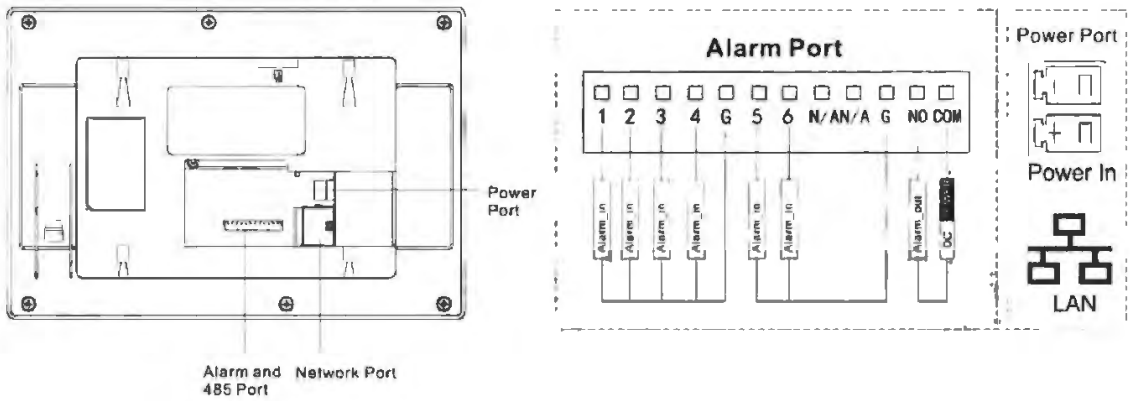 Power
Port
Alarm and
485 Port
Network Port
Alarm Port
1 2 3 4 G 5 6 N/A N/A G NO COM
Alarm_in
Alarm_in
Alarm_in
Alarm_in
Alarm_in
Alarm_in
Alarm_out
DC
Power Port
+
Power In
LAN